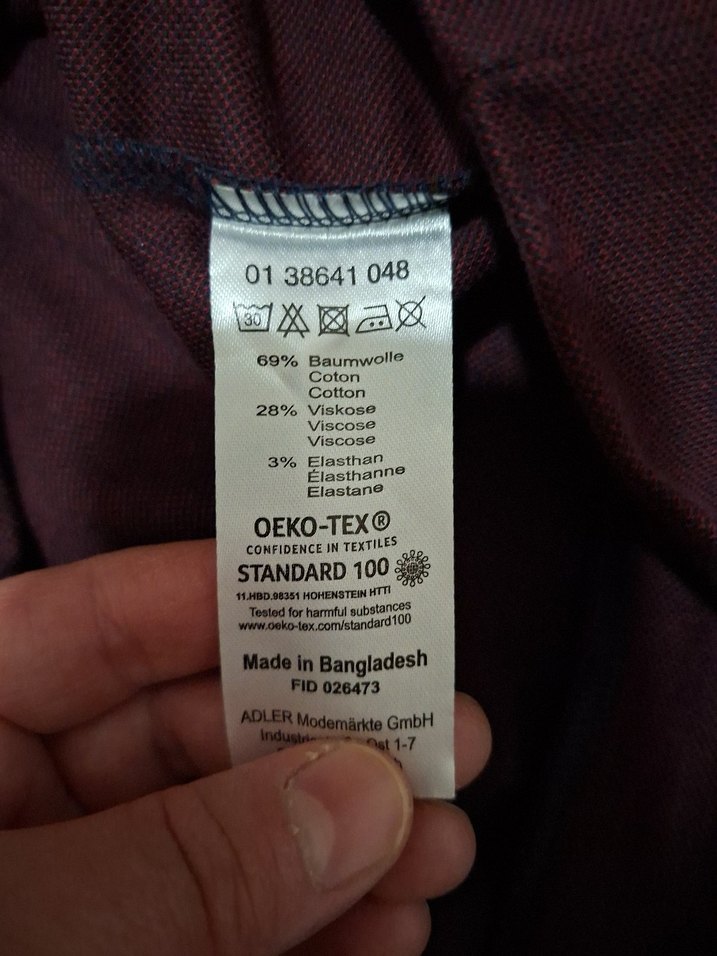 01 38641 048
30
69% Baumwolle
Coton
Cotton
28% Viskose
Viscose
Viscose
3% Elasthan
Élasthanne
Elastane
OEKO-TEX®
CONFIDENCE IN TEXTILES
STANDARD 100
11.HBD.98351 HOHENSTEIN HTTI
Tested for harmful substances
www.oeko-tex.com/standard100
Made in Bangladesh
FID 026473
ADLER Modemärkte GmbH
Ost 1-7